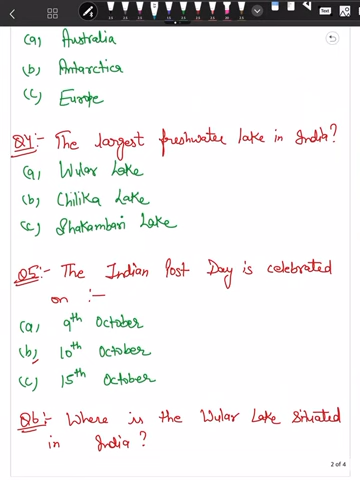 (a) Australia
(b) Antarctica
(c) Europe
Q4:- The largest freshwater lake in India?
(a) Wular Lake
(b) Chilika Lake
(c) Shakambari Lake
Q5:- The Indian Post Day is celebrated
on :-
(a) 9th October
(b) 10th October
(c) 15th October
Q6:- Where is the Wular Lake situated
in India?
2 of 4